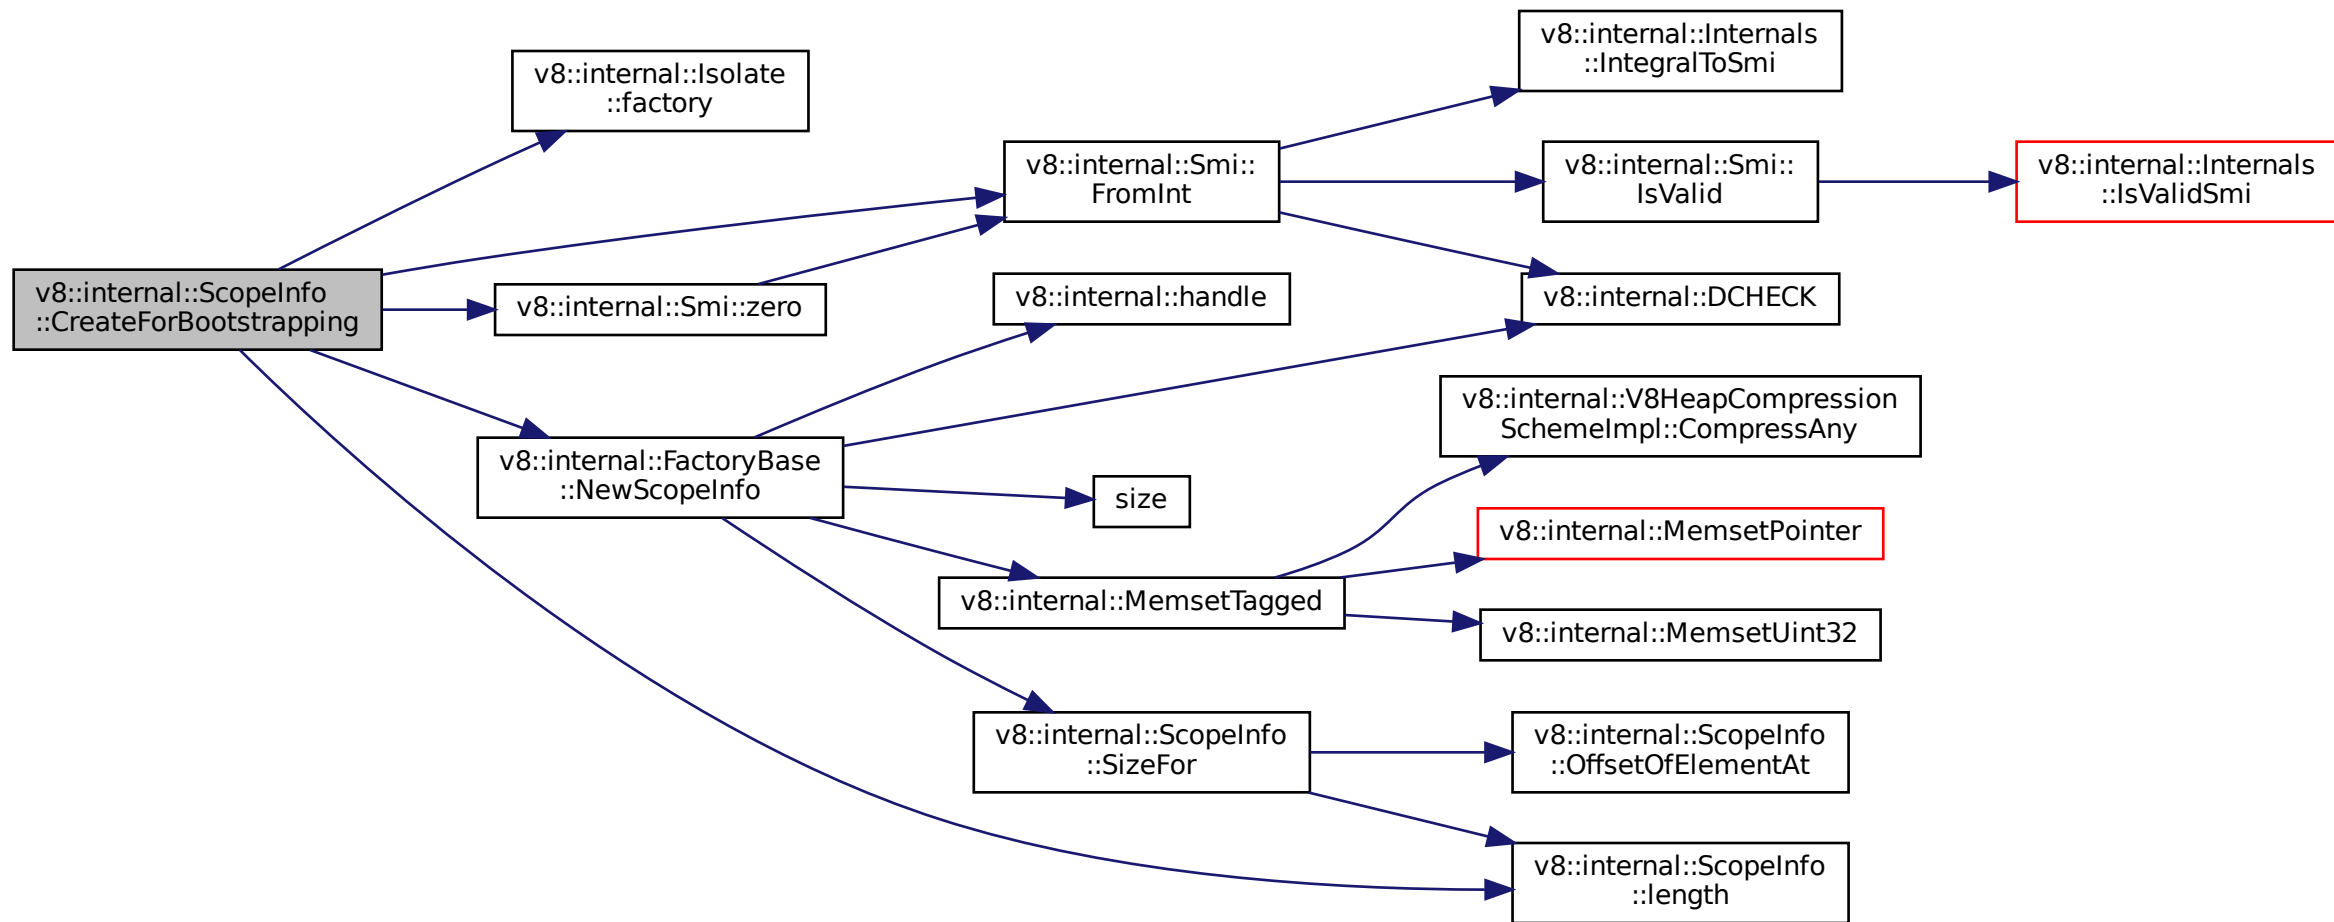 v8::internal::ScopeInfo
::CreateForBootstrapping
v8::internal::Isolate
::factory
v8::internal::Smi::
FromInt
v8::internal::Internals
::IntegralToSmi
v8::internal::Smi::
IsValid
v8::internal::Internals
::IsValidSmi
v8::internal::DCHECK
v8::internal::Smi::zero
v8::internal::FactoryBase
::NewScopeInfo
v8::internal::handle
size
v8::internal::MemsetTagged
v8::internal::V8HeapCompression
SchemeImpl::CompressAny
v8::internal::MemsetPointer
v8::internal::MemsetUint32
v8::internal::ScopeInfo
::SizeFor
v8::internal::ScopeInfo
::OffsetOfElementAt
v8::internal::ScopeInfo
::length